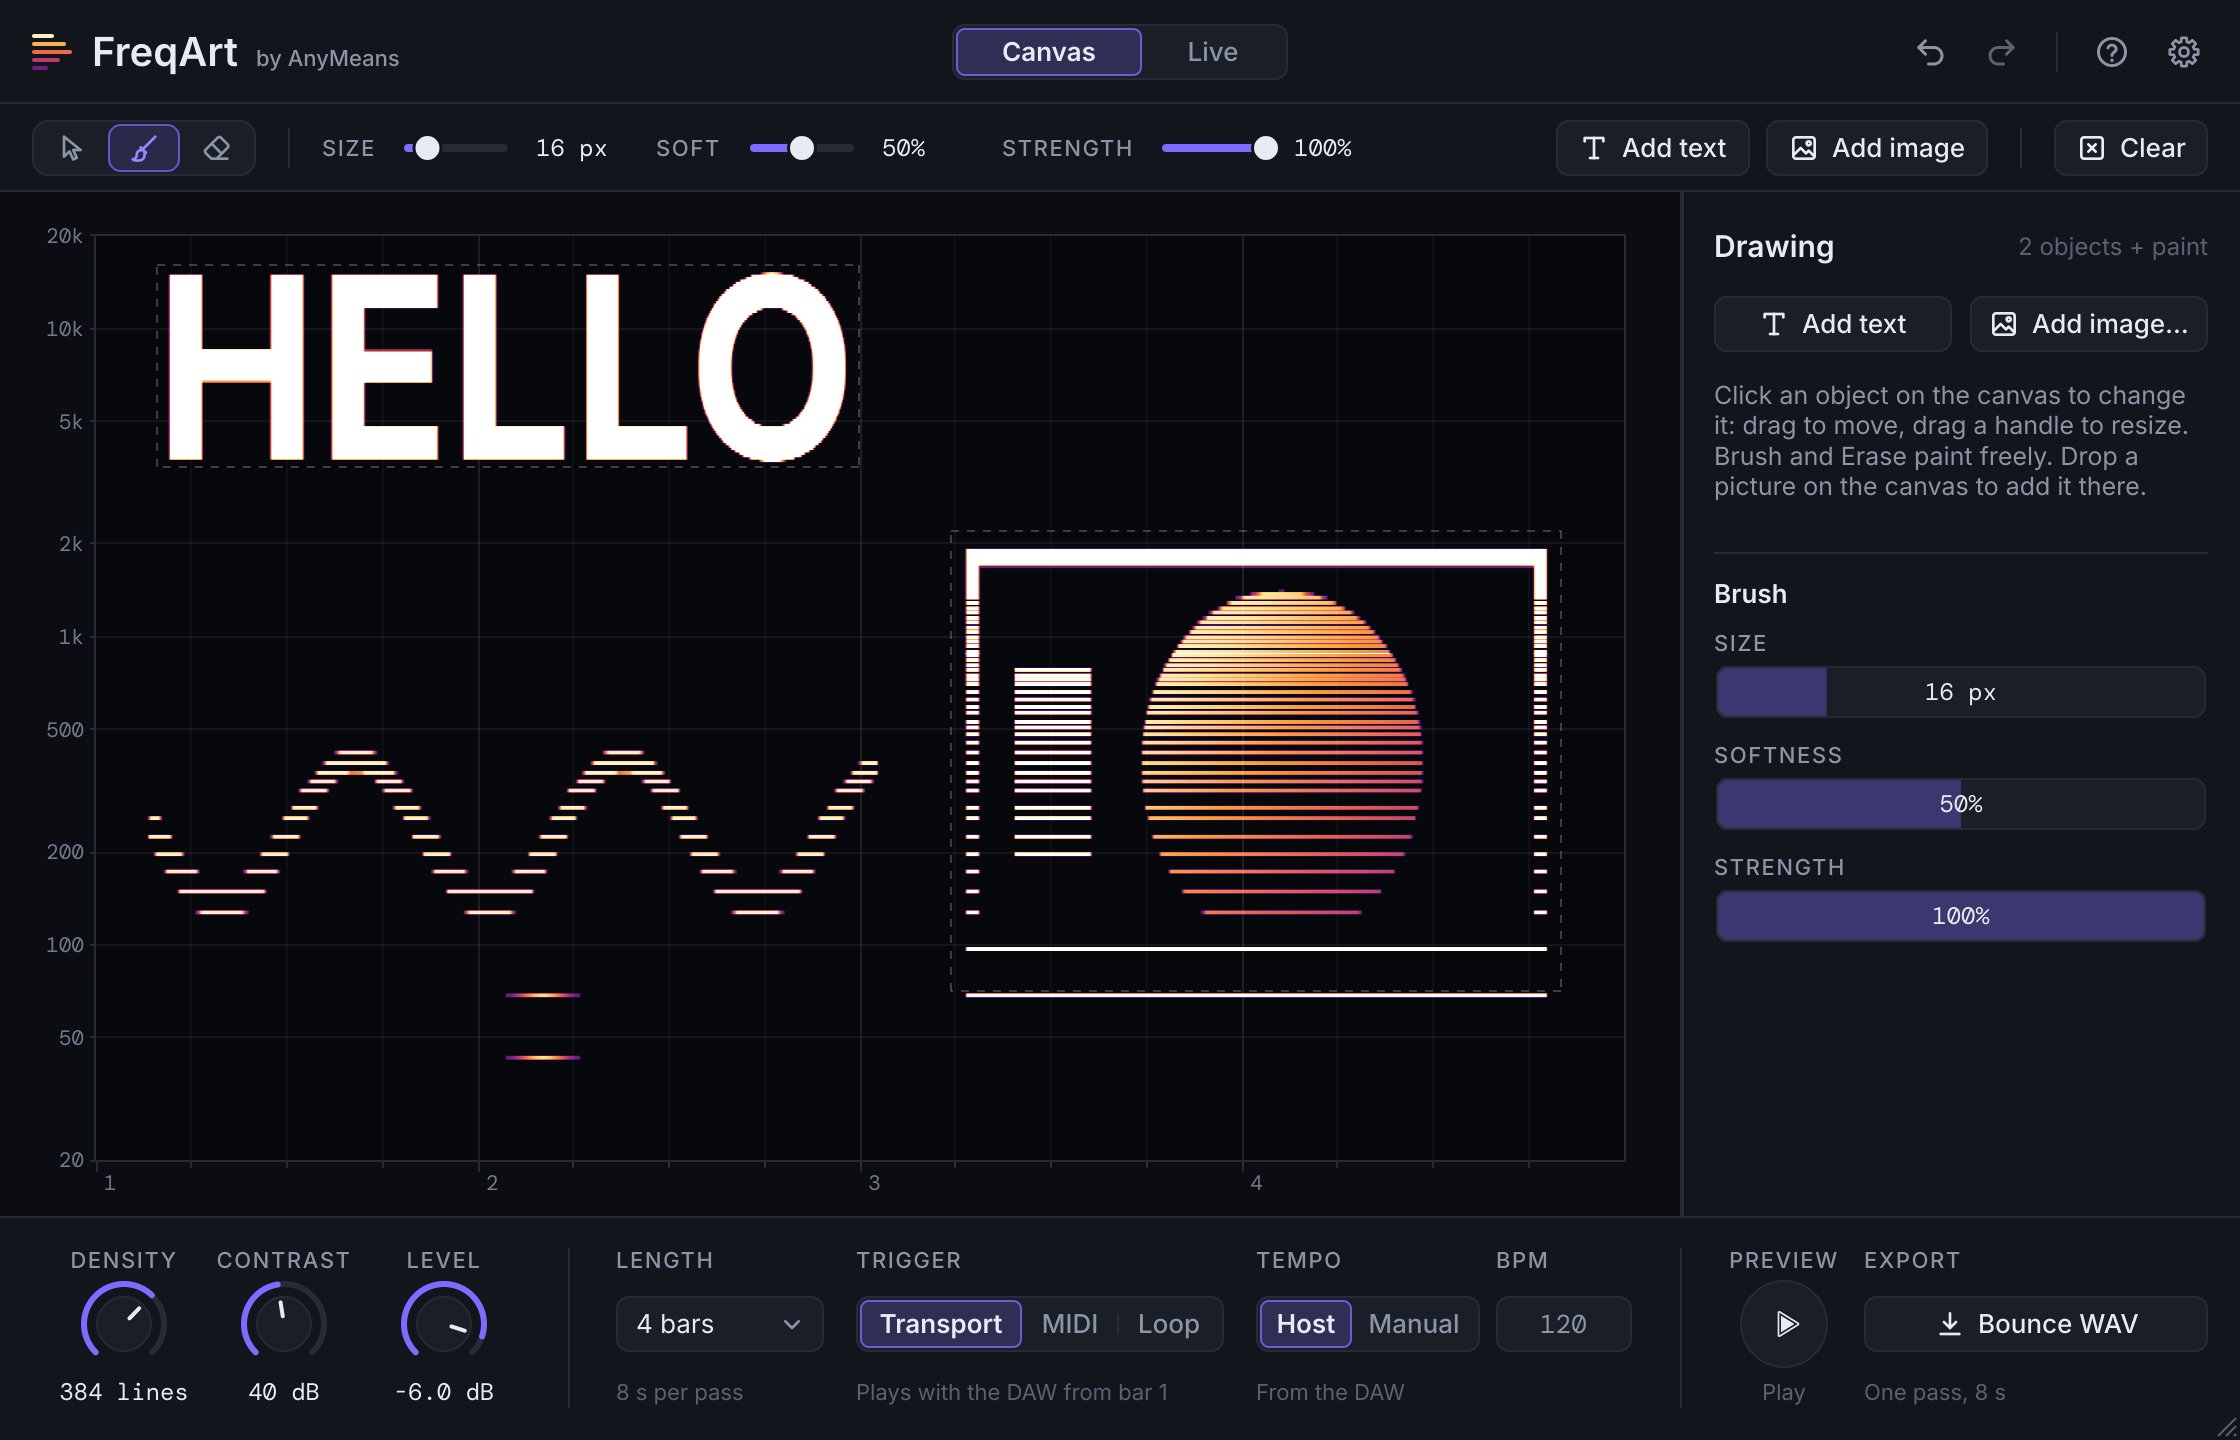 FreqArt by AnyMeans
Canvas Live
SIZE 16 px SOFT 50% STRENGTH 100%
Add text Add image Clear
20k
10k
5k
2k
1k
500
200
100
50
20
1 2 3 4
HELLO
Drawing 2 objects + paint
Add text Add image...
Click an object on the canvas to change
it: drag to move, drag a handle to resize.
Brush and Erase paint freely. Drop a
picture on the canvas to add it there.
Brush
SIZE
16 px
SOFTNESS
50%
STRENGTH
100%
DENSITY CONTRAST LEVEL LENGTH TRIGGER TEMPO BPM PREVIEW EXPORT
4 bars Transport MIDI Loop Host Manual 120 Bounce WAV
384 lines 40 dB -6.0 dB 8 s per pass Plays with the DAW from bar 1 From the DAW Play One pass, 8 s